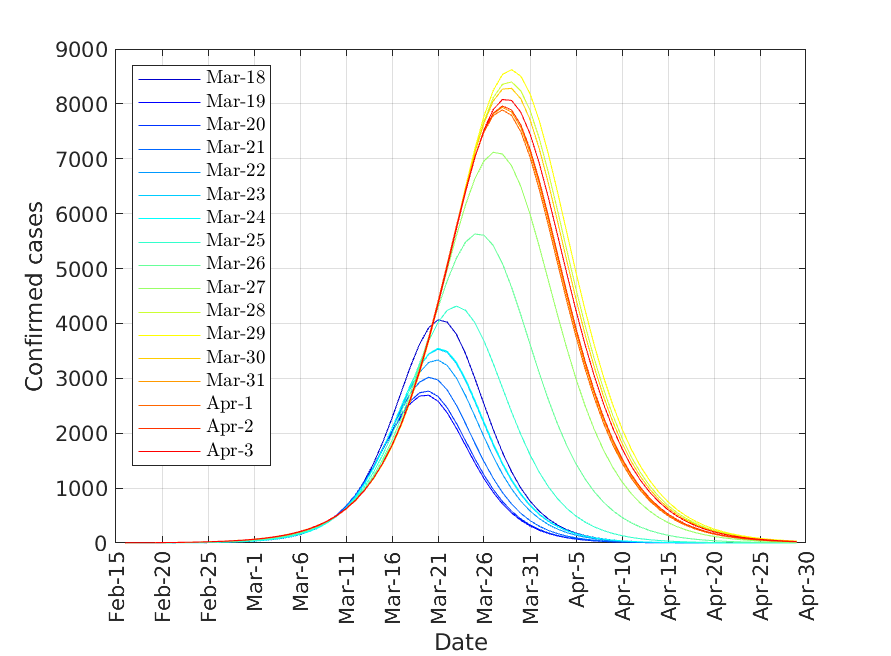 9000
8000
7000
6000
5000
4000
3000
2000
1000
0
Confirmed cases
Mar-18
Mar-19
Mar-20
Mar-21
Mar-22
Mar-23
Mar-24
Mar-25
Mar-26
Mar-27
Mar-28
Mar-29
Mar-30
Mar-31
Apr-1
Apr-2
Apr-3
Feb-15
Feb-20
Feb-25
Mar-1
Mar-6
Mar-11
Mar-16
Mar-21
Mar-26
Mar-31
Apr-5
Apr-10
Apr-15
Apr-20
Apr-25
Apr-30
Date